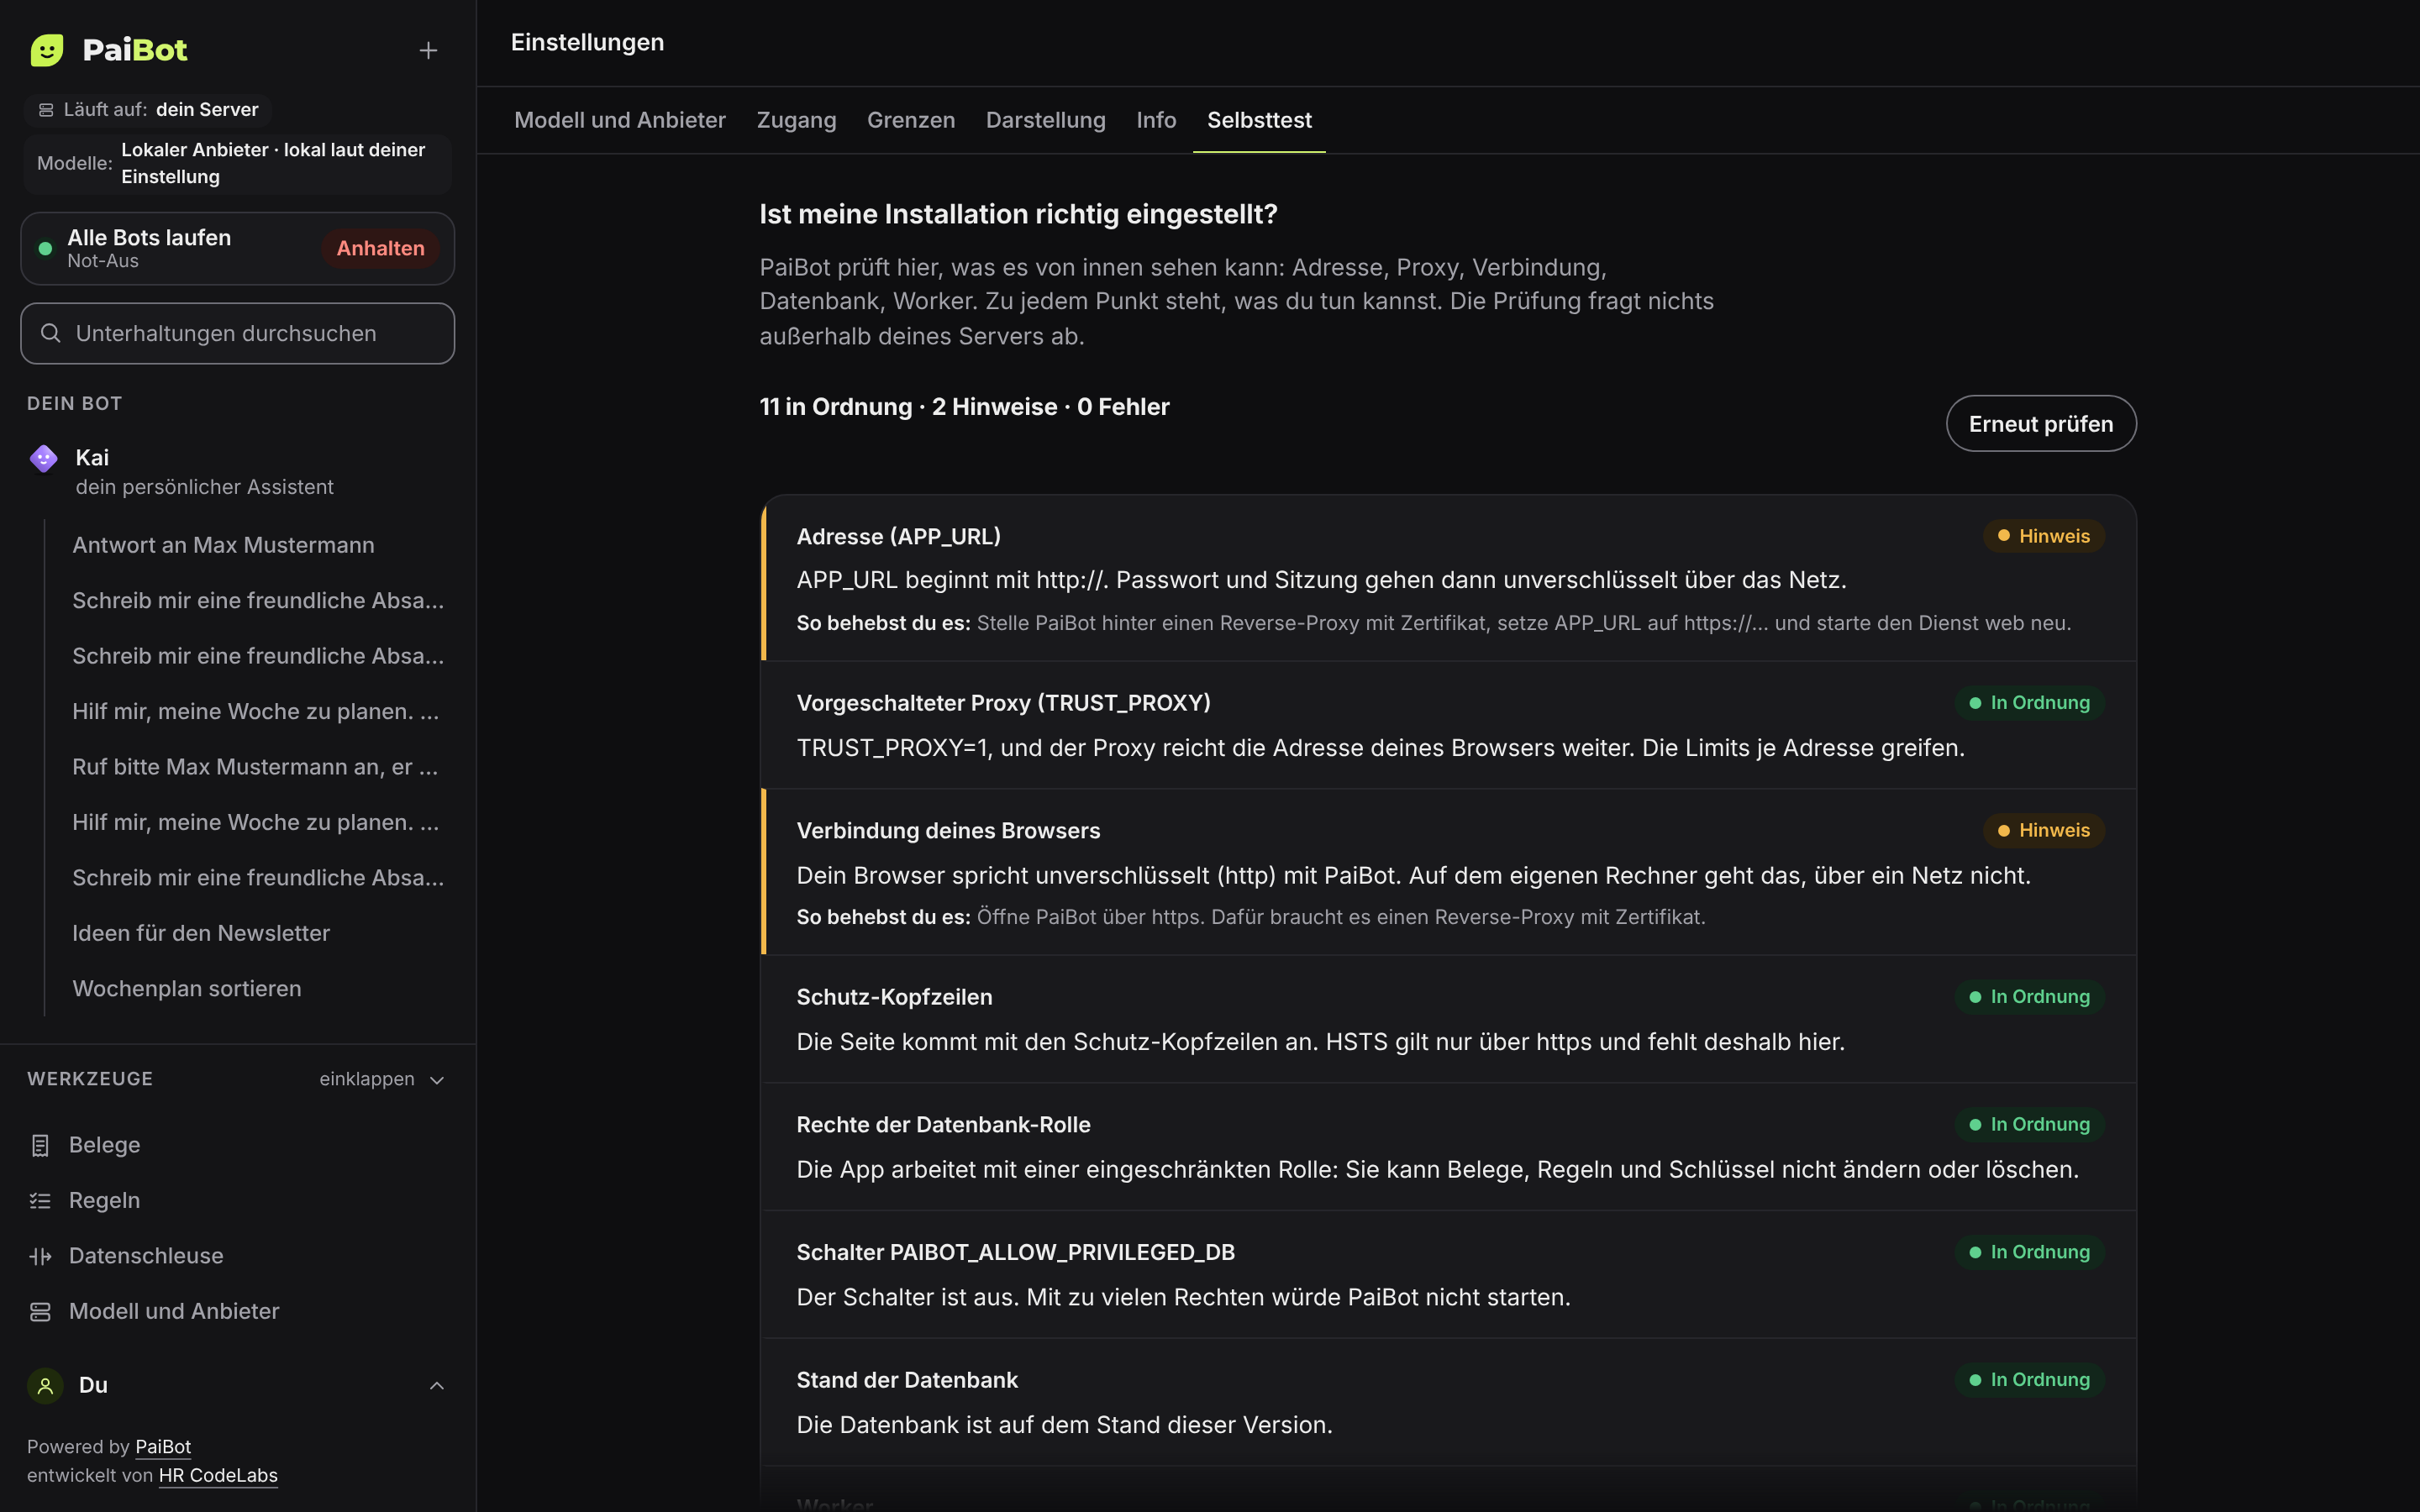 PaiBot
Läuft auf: dein Server
Modelle: Lokaler Anbieter · lokal laut deiner
Einstellung
Alle Bots laufen
Not-Aus
Anhalten
Unterhaltungen durchsuchen
DEIN BOT
Kai
dein persönlicher Assistent
Antwort an Max Mustermann
Schreib mir eine freundliche Absa...
Schreib mir eine freundliche Absa...
Hilf mir, meine Woche zu planen. ...
Ruf bitte Max Mustermann an, er ...
Hilf mir, meine Woche zu planen. ...
Schreib mir eine freundliche Absa...
Ideen für den Newsletter
Wochenplan sortieren
WERKZEUGE
einklappen
Belege
Regeln
Datenschleuse
Modell und Anbieter
Du
Powered by PaiBot
entwickelt von HR CodeLabs
Einstellungen
Modell und Anbieter Zugang Grenzen Darstellung Info Selbsttest
Ist meine Installation richtig eingestellt?
PaiBot prüft hier, was es von innen sehen kann: Adresse, Proxy, Verbindung,
Datenbank, Worker. Zu jedem Punkt steht, was du tun kannst. Die Prüfung fragt nichts
außerhalb deines Servers ab.
11 in Ordnung · 2 Hinweise · 0 Fehler
Erneut prüfen
Adresse (APP_URL)
Hinweis
APP_URL beginnt mit http://. Passwort und Sitzung gehen dann unverschlüsselt über das Netz.
So behebst du es: Stelle PaiBot hinter einen Reverse-Proxy mit Zertifikat, setze APP_URL auf https://... und starte den Dienst web neu.
Vorgeschalteter Proxy (TRUST_PROXY)
In Ordnung
TRUST_PROXY=1, und der Proxy reicht die Adresse deines Browsers weiter. Die Limits je Adresse greifen.
Verbindung deines Browsers
Hinweis
Dein Browser spricht unverschlüsselt (http) mit PaiBot. Auf dem eigenen Rechner geht das, über ein Netz nicht.
So behebst du es: Öffne PaiBot über https. Dafür braucht es einen Reverse-Proxy mit Zertifikat.
Schutz-Kopfzeilen
In Ordnung
Die Seite kommt mit den Schutz-Kopfzeilen an. HSTS gilt nur über https und fehlt deshalb hier.
Rechte der Datenbank-Rolle
In Ordnung
Die App arbeitet mit einer eingeschränkten Rolle: Sie kann Belege, Regeln und Schlüssel nicht ändern oder löschen.
Schalter PAIBOT_ALLOW_PRIVILEGED_DB
In Ordnung
Der Schalter ist aus. Mit zu vielen Rechten würde PaiBot nicht starten.
Stand der Datenbank
In Ordnung
Die Datenbank ist auf dem Stand dieser Version.
Worker
In Ordnung